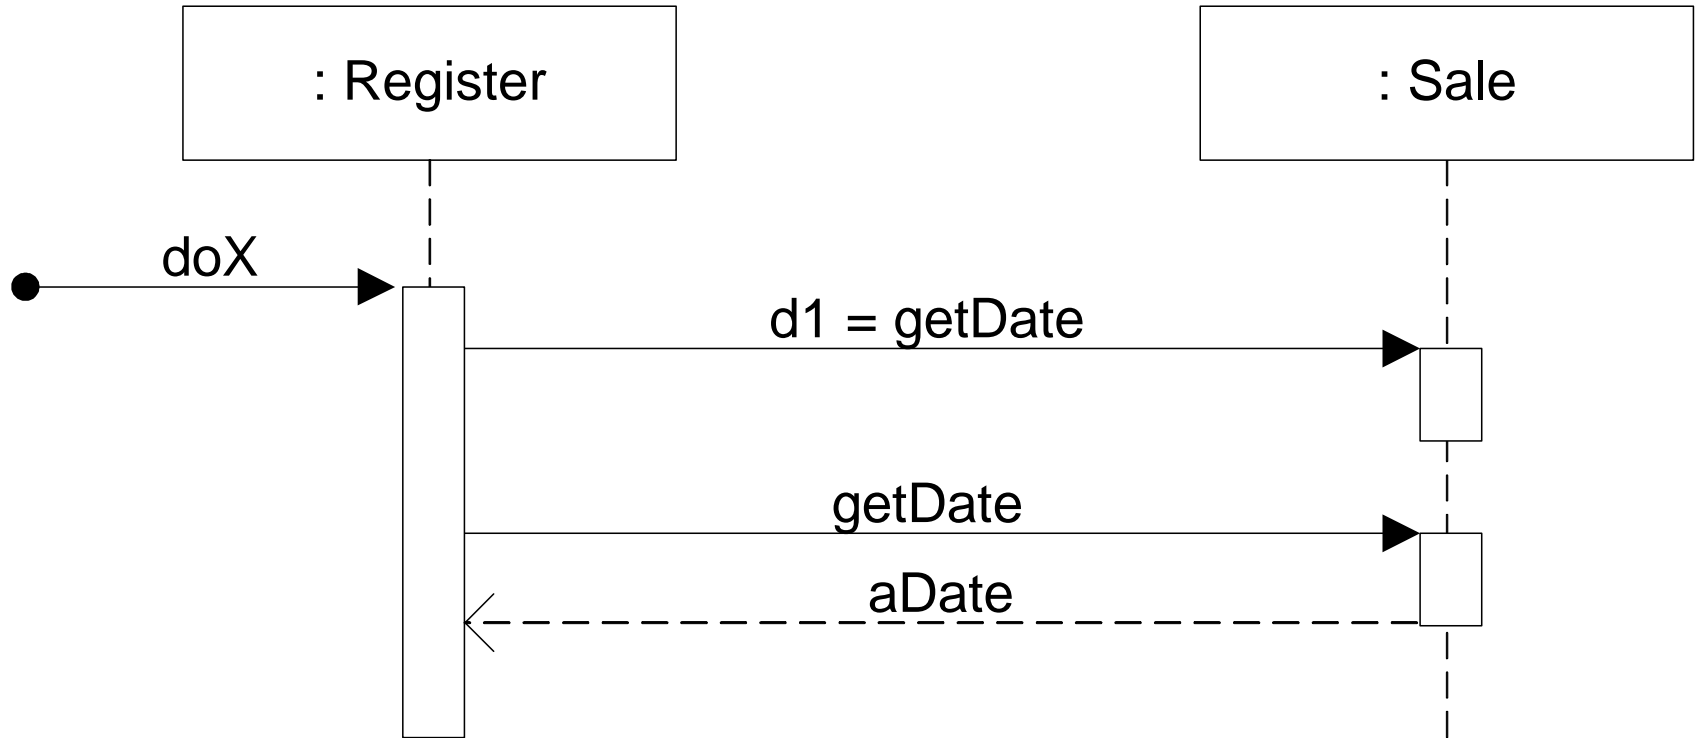 : Register
: Sale
doX
d1 = getDate
getDate
aDate